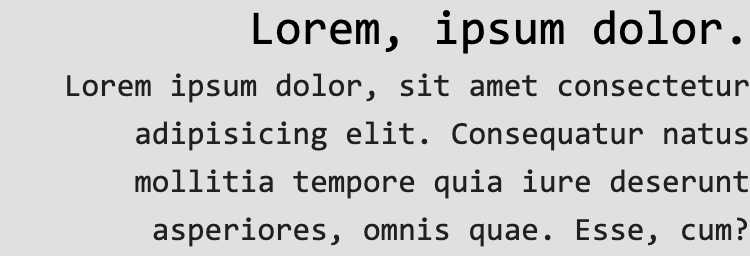 Lorem, ipsum dolor.
Lorem ipsum dolor, sit amet consectetur
adipisicing elit. Consequatur natus
mollitia tempore quia iure deserunt
asperiores, omnis quae. Esse, cum?